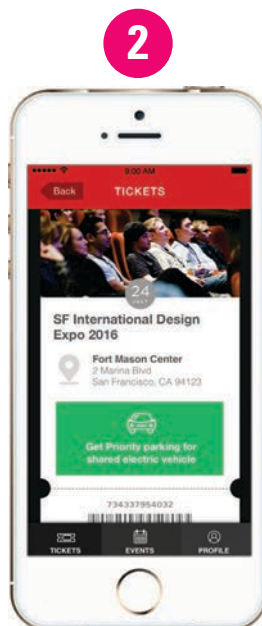 2
9:00 AM
Back TICKETS
24
JULY
SF International Design
Expo 2016
Fort Mason Center
2 Marina Blvd
San Francisco, CA 94123
Get Priority parking for
shared electric vehicle
734337954032
TICKETS EVENTS PROFILE